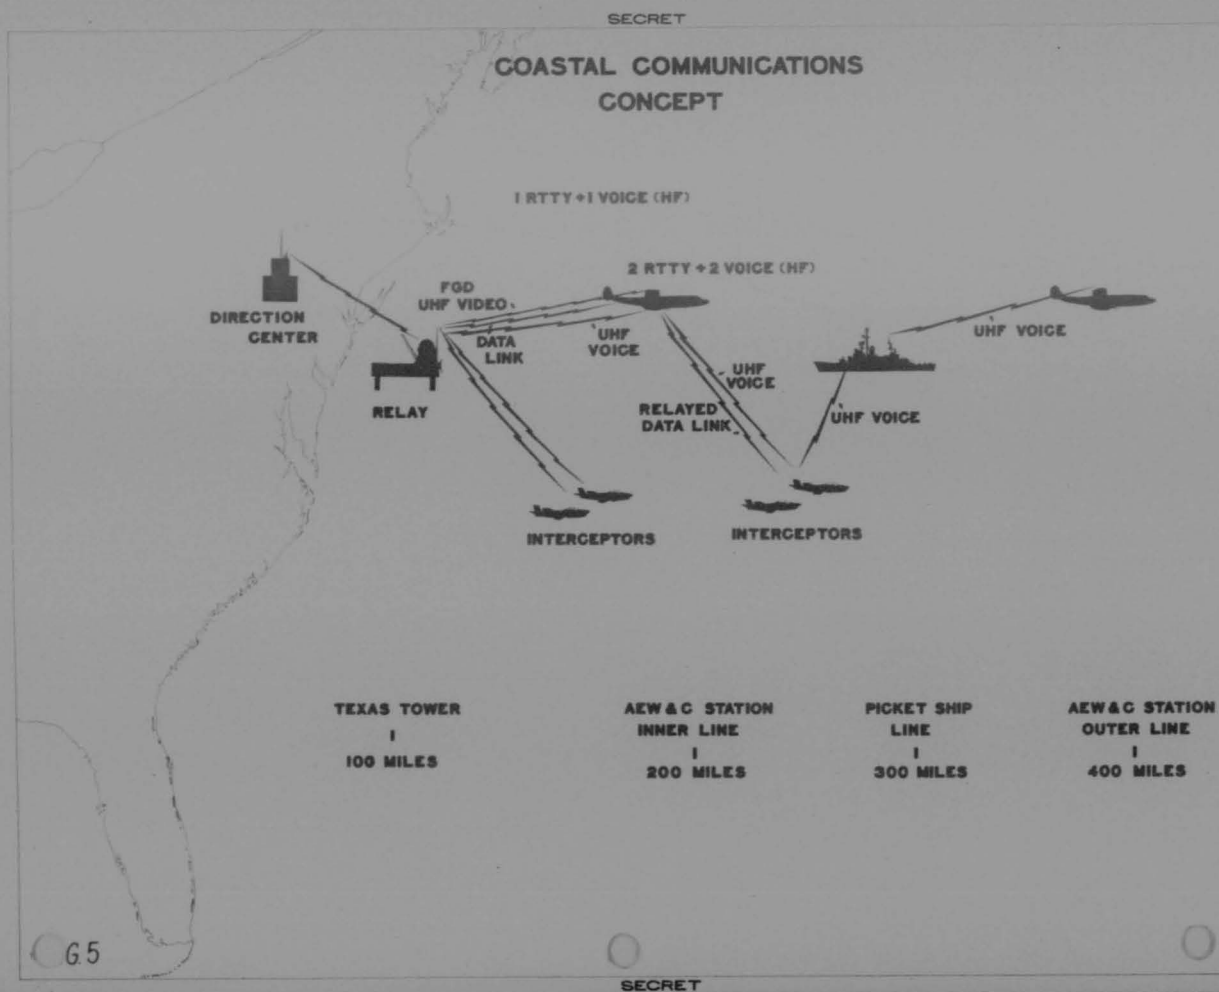 SECRET
COASTAL COMMUNICATIONS
CONCEPT
1 RTTY + 1 VOICE (HF)
2 RTTY + 2 VOICE (HF)
FGD
UHF VIDEO
DIRECTION
CENTER
DATA
LINK
UHF
VOICE
UHF VOICE
RELAY
UHF
VOICE
RELAYED
DATA LINK
UHF VOICE
INTERCEPTORS
INTERCEPTORS
TEXAS TOWER
100 MILES
AEW & C STATION
INNER LINE
200 MILES
PICKET SHIP
LINE
300 MILES
AEW & C STATION
OUTER LINE
400 MILES
G.5
SECRET